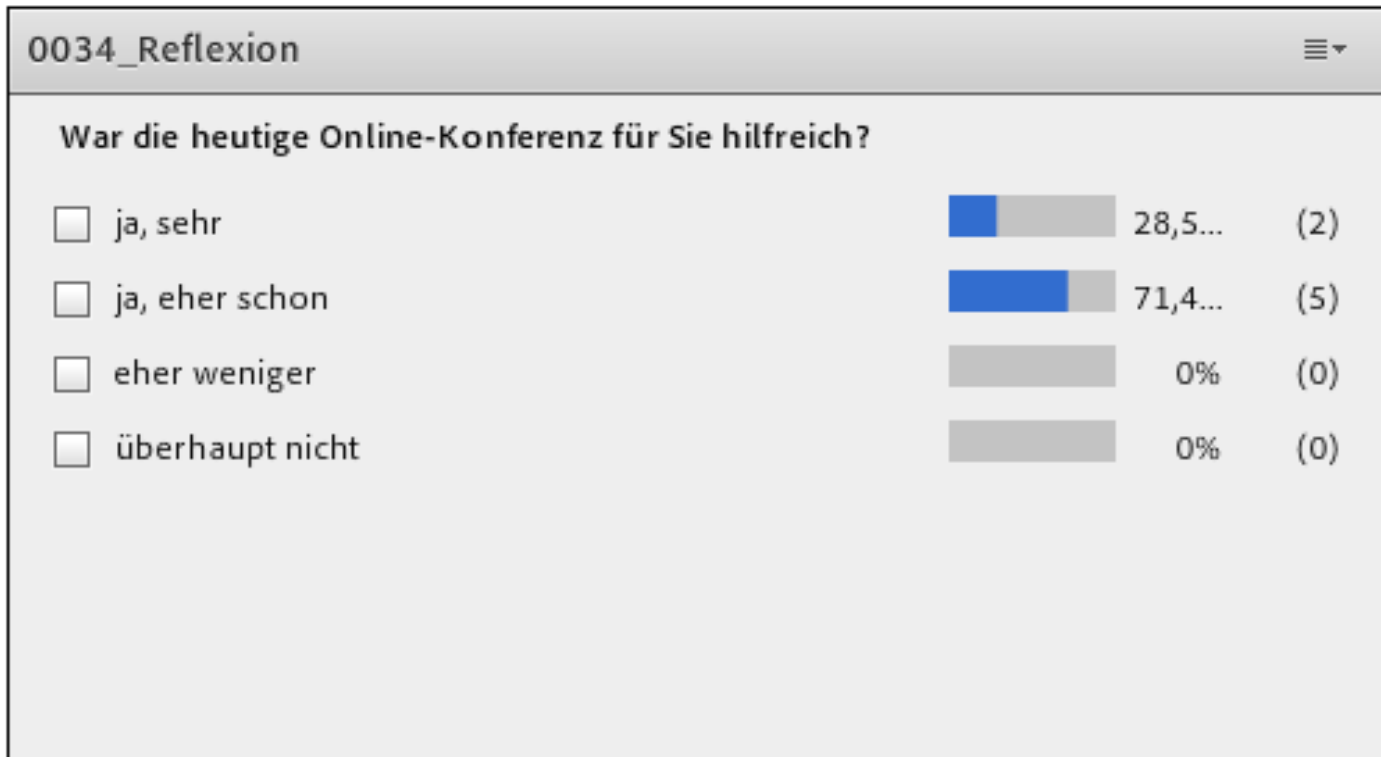 0034_Reflexion
War die heutige Online-Konferenz für Sie hilfreich?
ja, sehr 28,5... (2)
ja, eher schon 71,4... (5)
eher weniger 0% (0)
überhaupt nicht 0% (0)